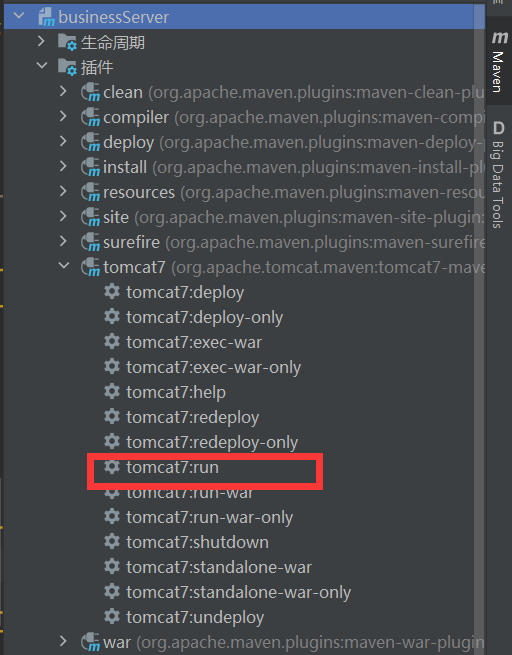 businessServer
生命周期
插件
clean (org.apache.maven.plugins:maven-clean-plu
compiler (org.apache.maven.plugins:maven-compi
deploy (org.apache.maven.plugins:maven-deploy-p
install (org.apache.maven.plugins:maven-install-pl
resources (org.apache.maven.plugins:maven-resou
site (org.apache.maven.plugins:maven-site-plugin:
surefire (org.apache.maven.plugins:maven-surefire
tomcat7 (org.apache.tomcat.maven:tomcat7-mave
tomcat7:deploy
tomcat7:deploy-only
tomcat7:exec-war
tomcat7:exec-war-only
tomcat7:help
tomcat7:redeploy
tomcat7:redeploy-only
tomcat7:run
tomcat7:run-war
tomcat7:run-war-only
tomcat7:shutdown
tomcat7:standalone-war
tomcat7:standalone-war-only
tomcat7:undeploy
war (org.apache.maven.plugins:maven-war-plugin:
m Maven
D Big Data Tools